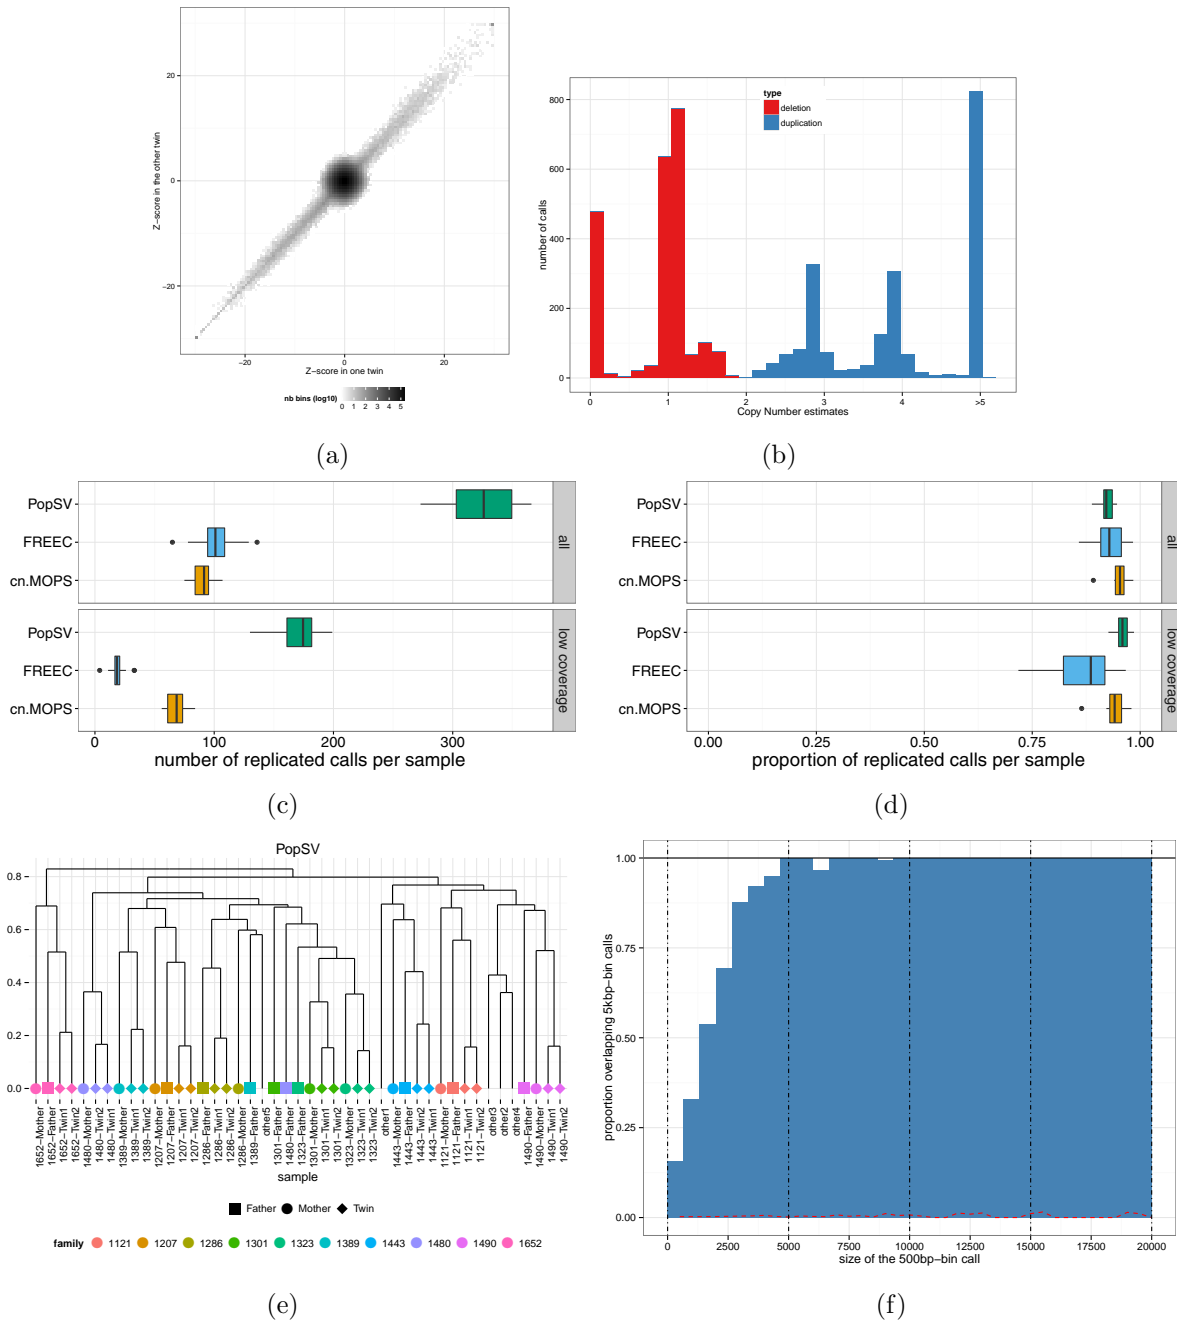 20
0
−20
Z−score in the other twin
−20
0
20
Z−score in one twin
nb bins (log10)
0 1 2 3 4 5
(a)
800
600
400
200
0
number of calls
type
deletion
duplication
0
1
2
3
4
>5
Copy Number estimates
(b)
PopSV
FREEC
cn.MOPS
all
PopSV
FREEC
cn.MOPS
low coverage
0
100
200
300
number of replicated calls per sample
(c)
PopSV
FREEC
cn.MOPS
all
PopSV
FREEC
cn.MOPS
low coverage
0.00
0.25
0.50
0.75
1.00
proportion of replicated calls per sample
(d)
PopSV
0.8
0.6
0.4
0.2
0.0
1652−Mother
1652−Father
1652−Twin1
1652−Twin2
1480−Mother
1480−Twin2
1480−Twin1
1389−Mother
1389−Twin1
1389−Twin2
1207−Mother
1207−Father
1207−Twin1
1207−Twin2
1286−Father
1286−Twin1
1286−Twin2
1286−Mother
1389−Father
other5
1301−Father
1480−Father
1323−Father
1301−Mother
1301−Twin1
1301−Twin2
1323−Mother
1323−Twin1
1323−Twin2
other1
1443−Mother
1443−Father
1443−Twin2
1443−Twin1
1121−Mother
1121−Father
1121−Twin1
1121−Twin2
other3
other2
other4
1490−Father
1490−Mother
1490−Twin1
1490−Twin2
sample
Father Mother Twin
family 1121 1207 1286 1301 1323 1389 1443 1480 1490 1652
(e)
1.00
0.75
0.50
0.25
0.00
proportion overlapping 5kbp−bin calls
0
2500
5000
7500
10000
12500
15000
17500
20000
size of the 500bp−bin call
(f)